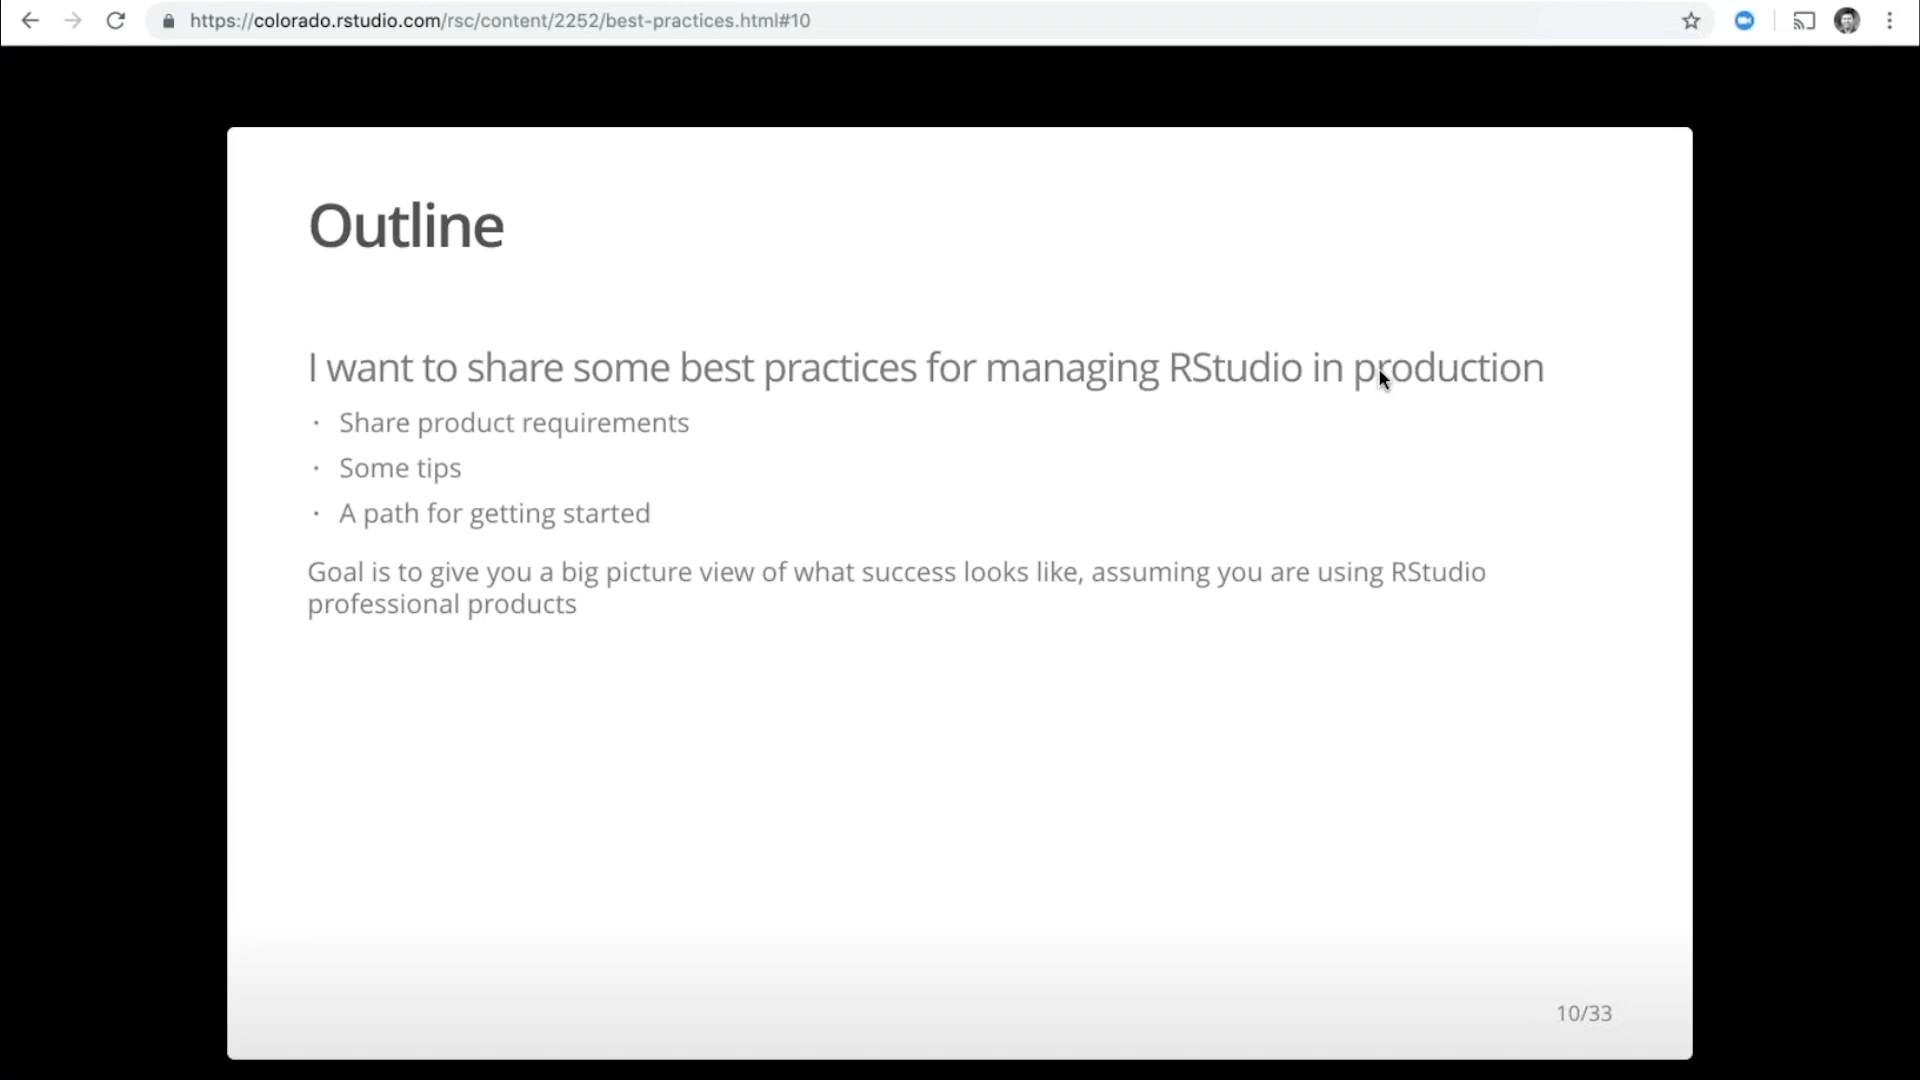 https://colorado.rstudio.com/rsc/content/2252/best-practices.html#10
Outline
I want to share some best practices for managing RStudio in production
· Share product requirements
· Some tips
· A path for getting started
Goal is to give you a big picture view of what success looks like, assuming you are using RStudio
professional products
10/33